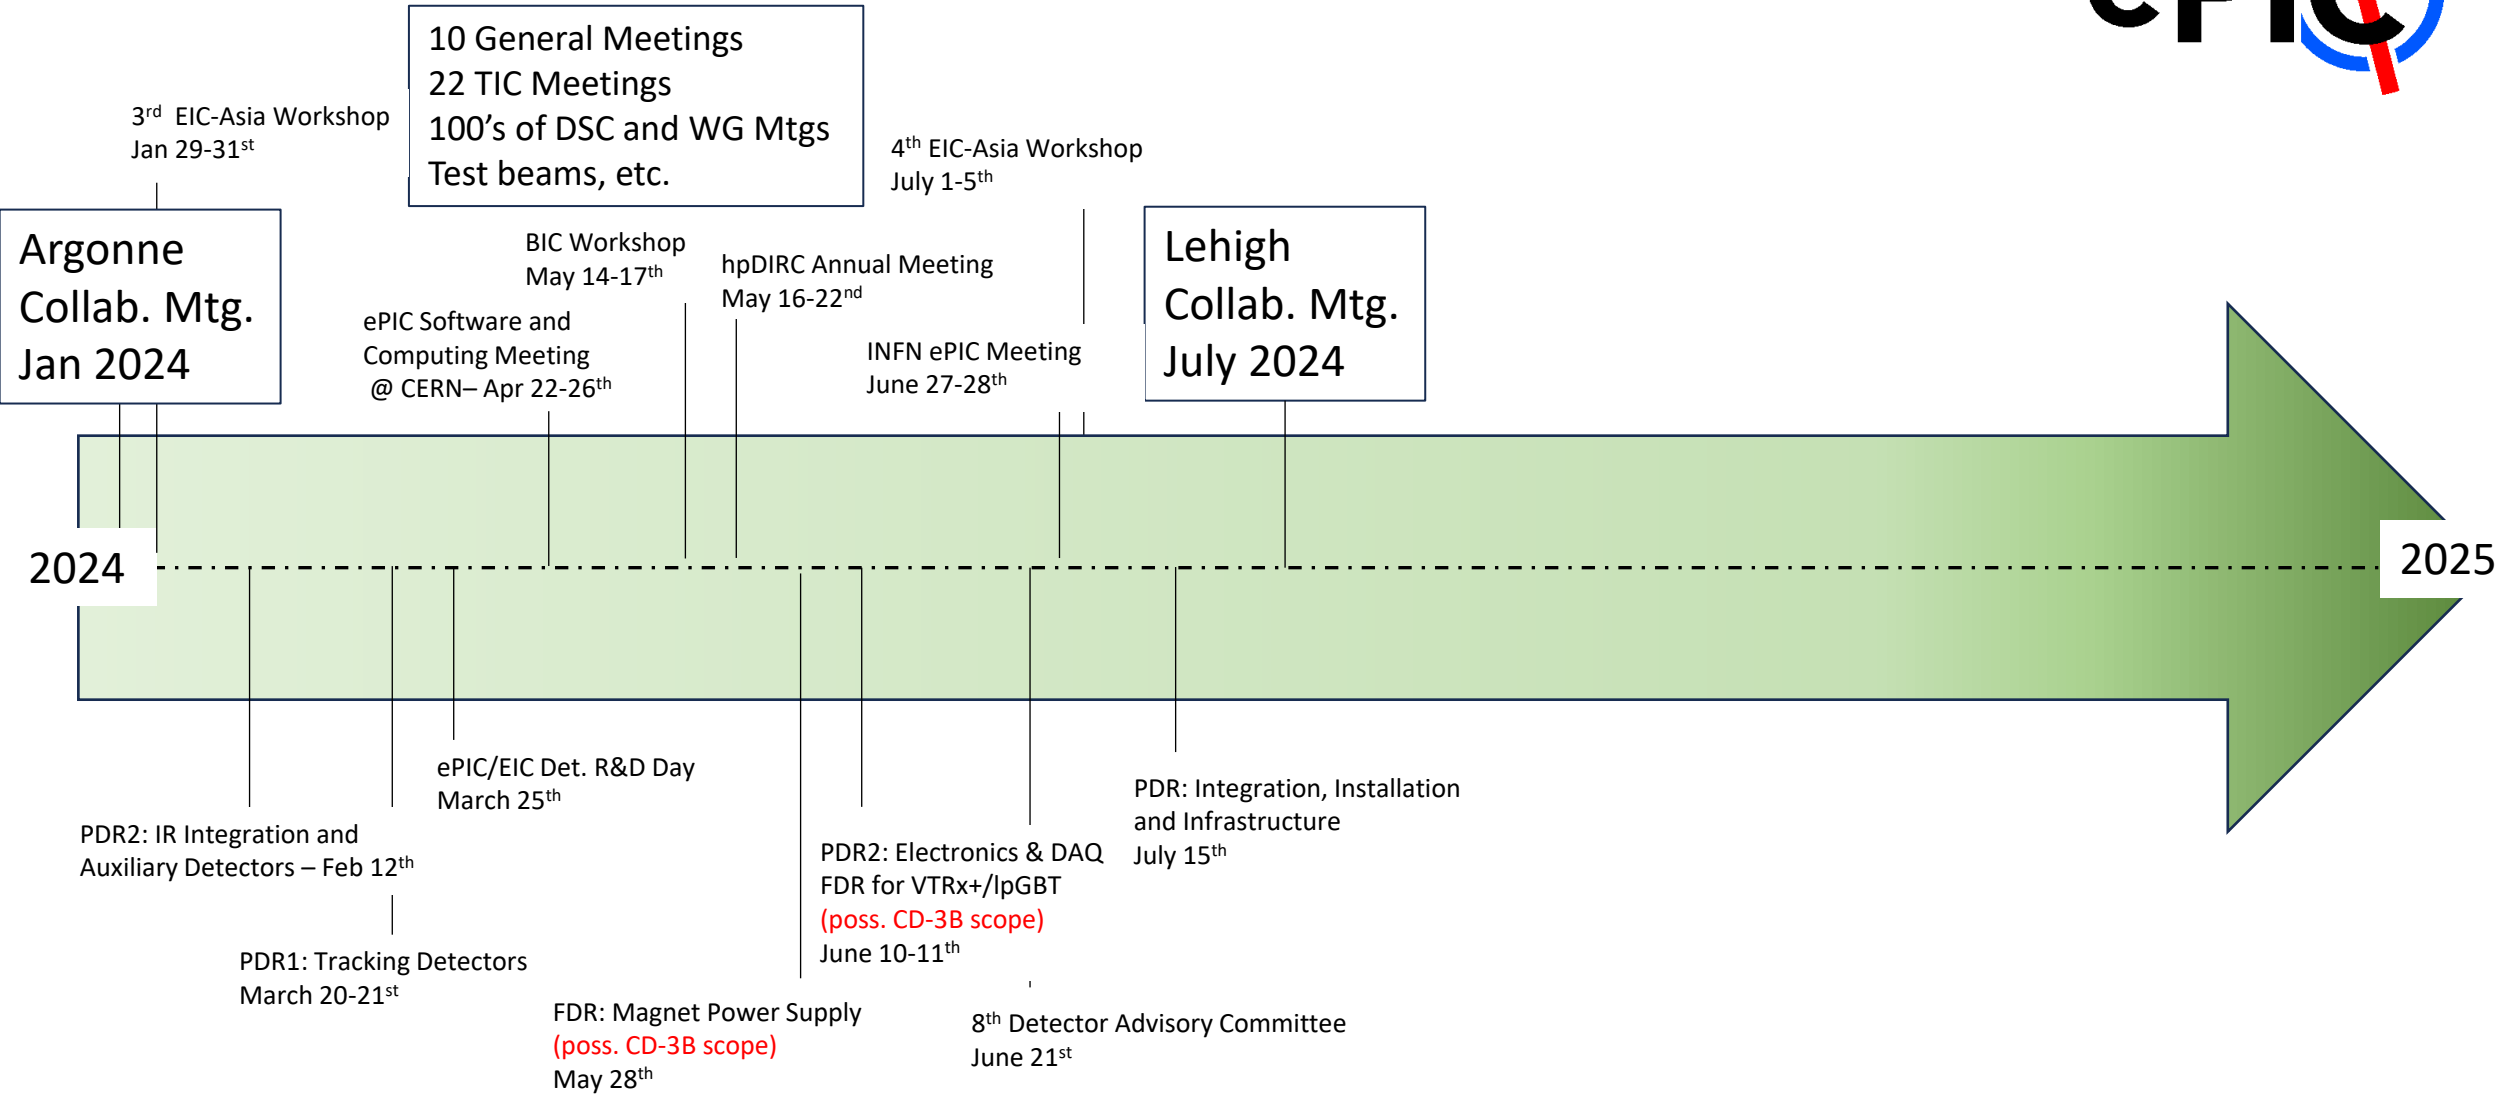 ePIC
10 General Meetings
22 TIC Meetings
100's of DSC and WG Mtgs
Test beams, etc.
3rd EIC-Asia Workshop
Jan 29-31st
4th EIC-Asia Workshop
July 1-5th
Argonne
Collab. Mtg.
Jan 2024
BIC Workshop
May 14-17th
hpDIRC Annual Meeting
May 16-22nd
Lehigh
Collab. Mtg.
July 2024
ePIC Software and
Computing Meeting
@ CERN– Apr 22-26th
INFN ePIC Meeting
June 27-28th
2024
2025
ePIC/EIC Det. R&D Day
March 25th
PDR: Integration, Installation
and Infrastructure
July 15th
PDR2: IR Integration and
Auxiliary Detectors – Feb 12th
PDR2: Electronics & DAQ
FDR for VTRx+/lpGBT
(poss. CD-3B scope)
June 10-11th
PDR1: Tracking Detectors
March 20-21st
FDR: Magnet Power Supply
(poss. CD-3B scope)
May 28th
8th Detector Advisory Committee
June 21st